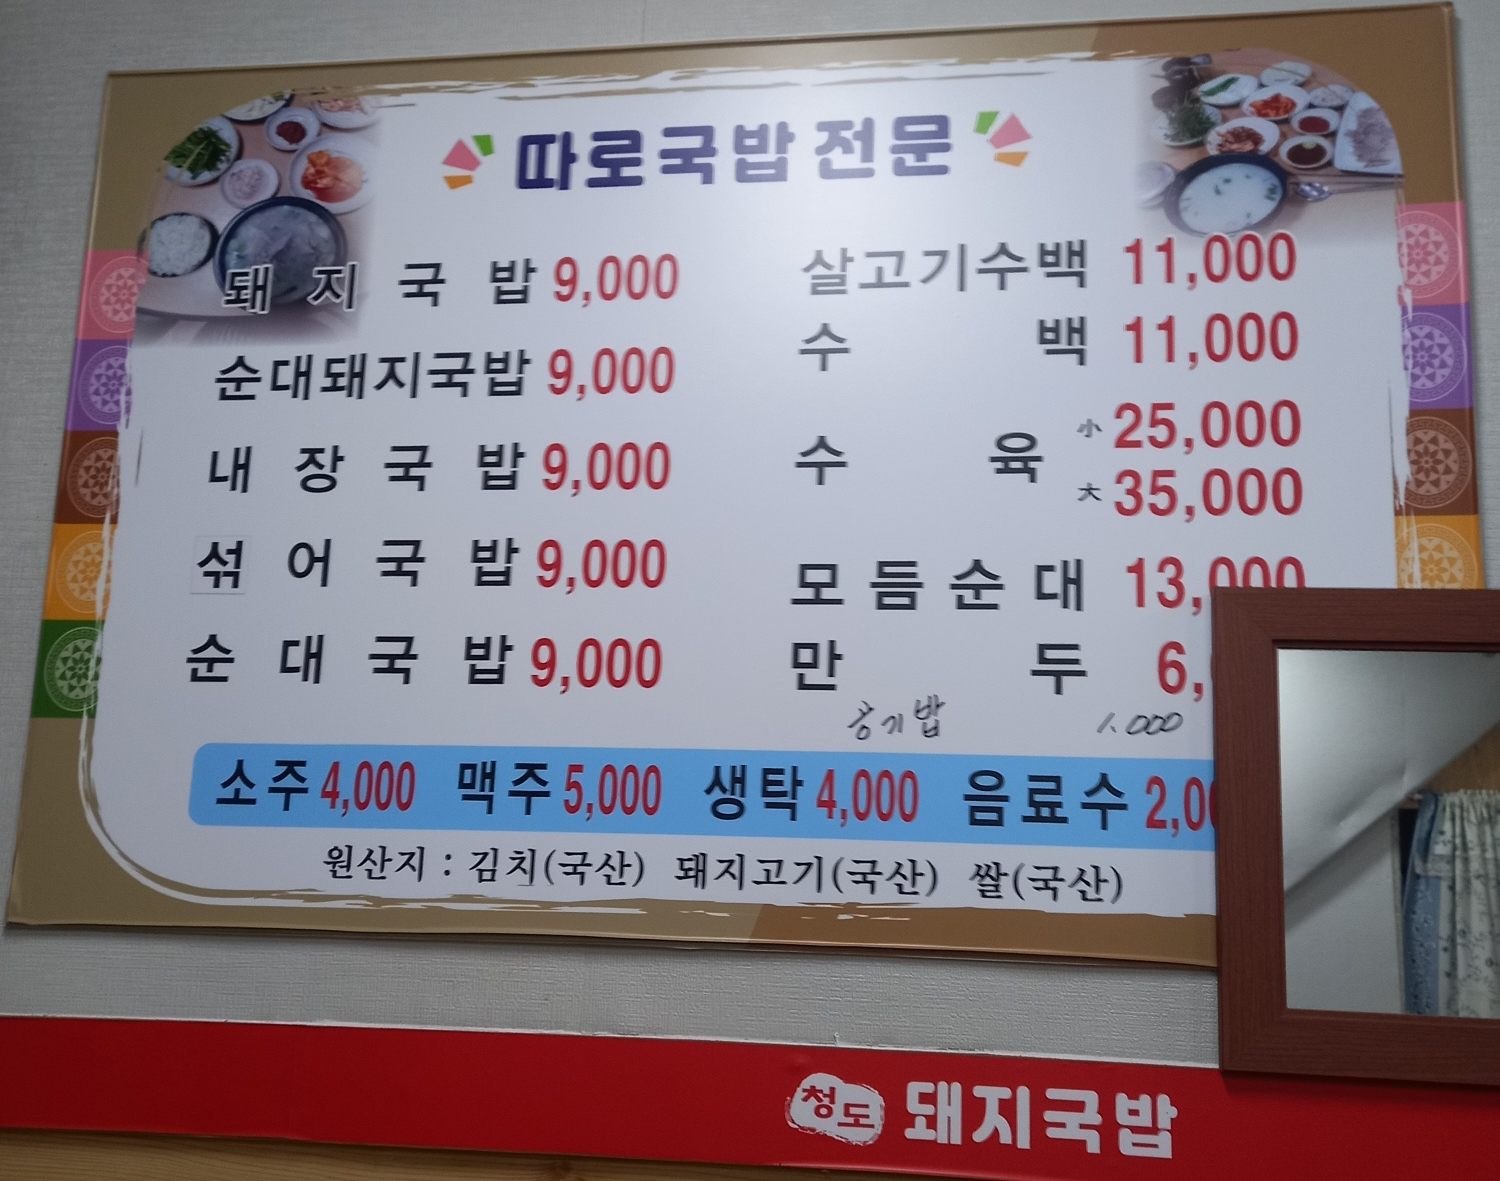 따로국밥 전문
돼지국밥 9,000
순대돼지국밥 9,000
내장국밥 9,000
섞어국밥 9,000
순대국밥 9,000
살고기수백 11,000
수백 11,000
수육 小 25,000
大 35,000
모듬순대 13,000
만두 6,
공기밥 1.000
소주 4,000 맥주 5,000 생탁 4,000 음료수 2,00
원산지 : 김치(국산) 돼지고기(국산) 쌀(국산)
청도 돼지국밥